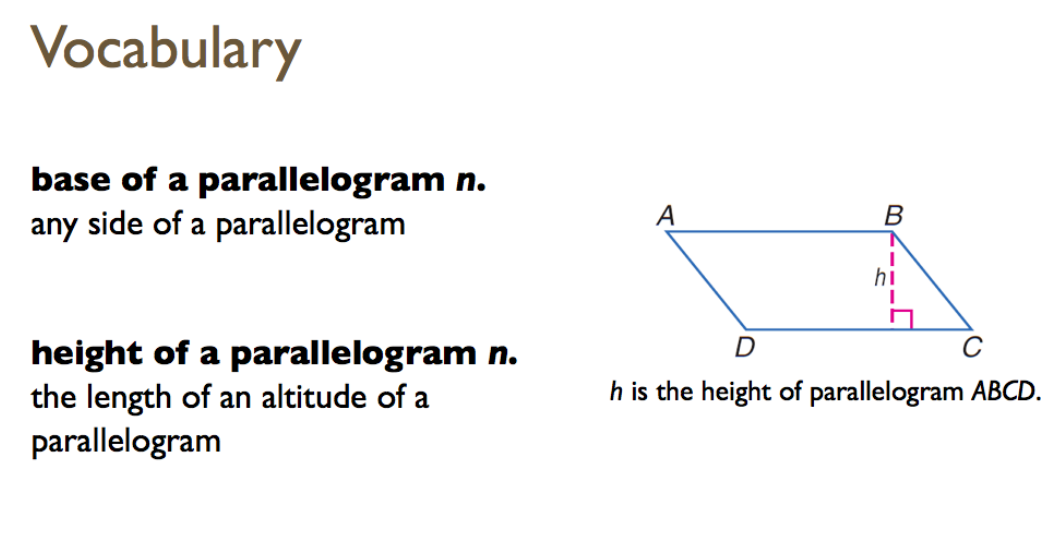 Vocabulary
base of a parallelogram n.
any side of a parallelogram
height of a parallelogram n.
the length of an altitude of a
parallelogram
A B
h
D C
h is the height of parallelogram ABCD.